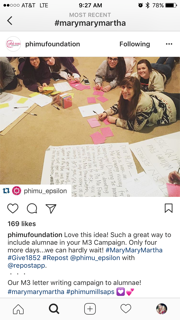 AT&T LTE
9:27 AM
78%
MOST RECENT
#marymarymartha
phimufoundation
Following
phimu_epsilon
169 likes
phimufoundation Love this idea! Such a great way to
include alumnae in your M3 Campaign. Only four
more days...we can hardly wait! #MaryMaryMartha
#Give1852 #Repost @phimu_epsilon with
@repostapp.
・・・
Our M3 letter writing campaign to alumnae!
#marymarymartha #phimumillsaps